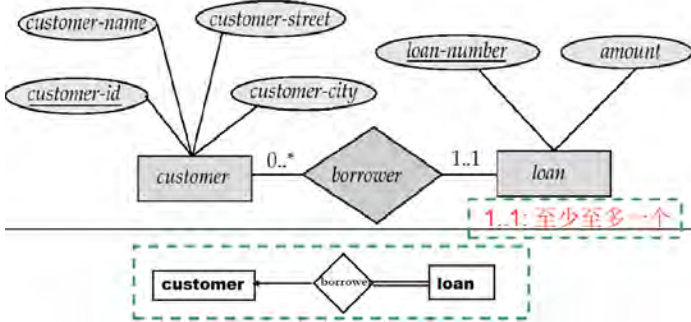 customer-name
customer-street
loan-number
amount
customer-id
customer-city
customer
0..*
borrower
1..1
loan
1..1: 至少至多一个
customer
borrowe
loan